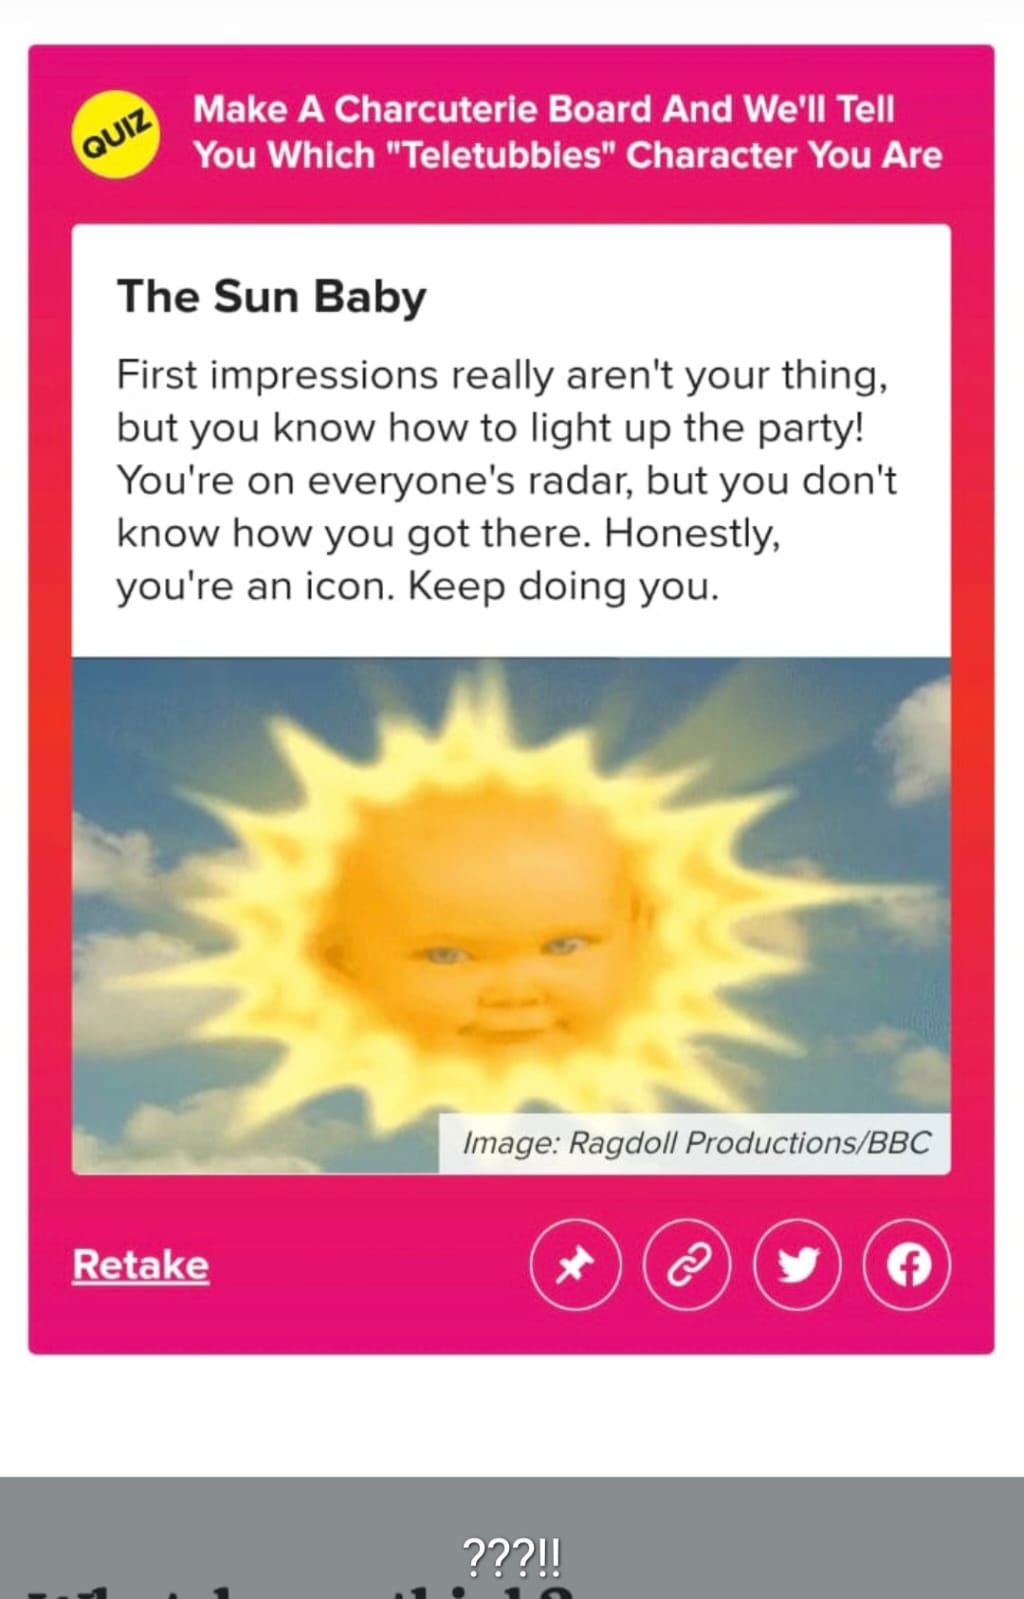 QUIZ
Make A Charcuterie Board And We'll Tell
You Which "Teletubbies" Character You Are
The Sun Baby
First impressions really aren't your thing,
but you know how to light up the party!
You're on everyone's radar, but you don't
know how you got there. Honestly,
you're an icon. Keep doing you.
Image: Ragdoll Productions/BBC
Retake
???!!